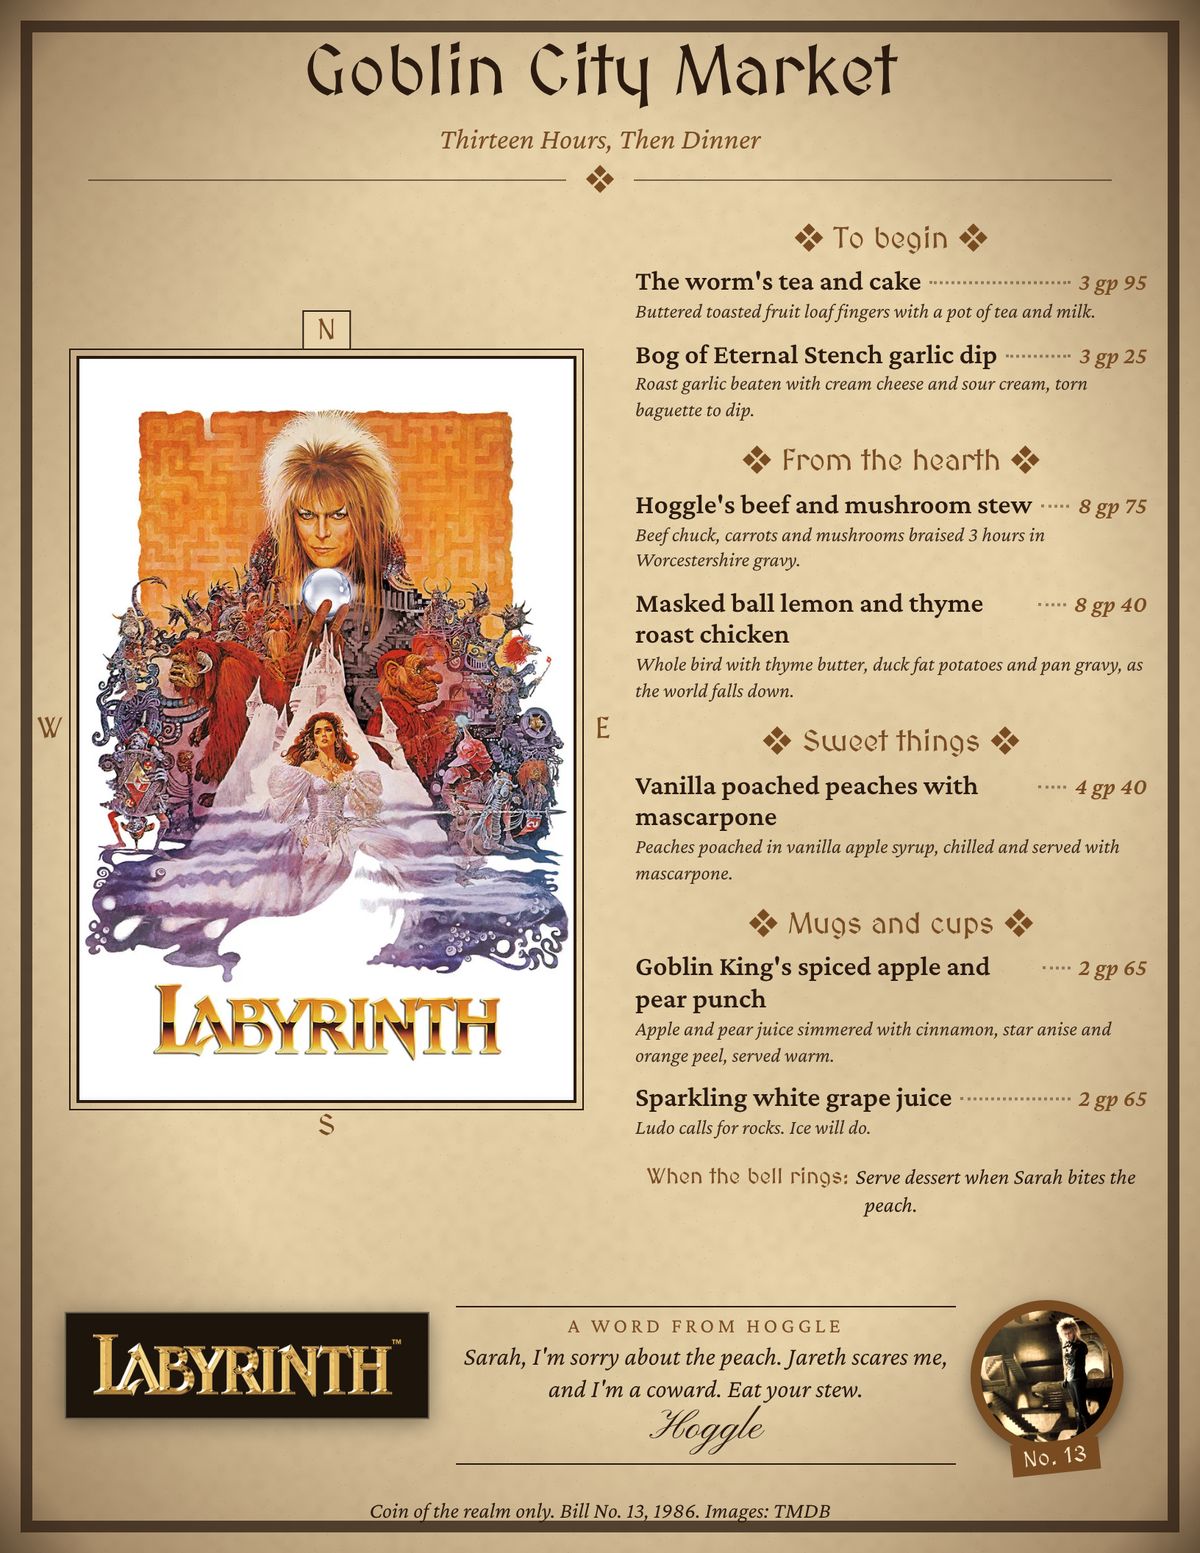 Goblin City Market
Thirteen Hours, Then Dinner
N
W
E
S
LABYRINTH
To begin
The worm's tea and cake 3 gp 95
Buttered toasted fruit loaf fingers with a pot of tea and milk.
Bog of Eternal Stench garlic dip 3 gp 25
Roast garlic beaten with cream cheese and sour cream, torn
baguette to dip.
From the hearth
Hoggle's beef and mushroom stew 8 gp 75
Beef chuck, carrots and mushrooms braised 3 hours in
Worcestershire gravy.
Masked ball lemon and thyme 8 gp 40
roast chicken
Whole bird with thyme butter, duck fat potatoes and pan gravy, as
the world falls down.
Sweet things
Vanilla poached peaches with 4 gp 40
mascarpone
Peaches poached in vanilla apple syrup, chilled and served with
mascarpone.
Mugs and cups
Goblin King's spiced apple and 2 gp 65
pear punch
Apple and pear juice simmered with cinnamon, star anise and
orange peel, served warm.
Sparkling white grape juice 2 gp 65
Ludo calls for rocks. Ice will do.
When the bell rings: Serve dessert when Sarah bites the
peach.
LABYRINTH™
A WORD FROM HOGGLE
Sarah, I'm sorry about the peach. Jareth scares me,
and I'm a coward. Eat your stew.
Hoggle
No. 13
Coin of the realm only. Bill No. 13, 1986. Images: TMDB